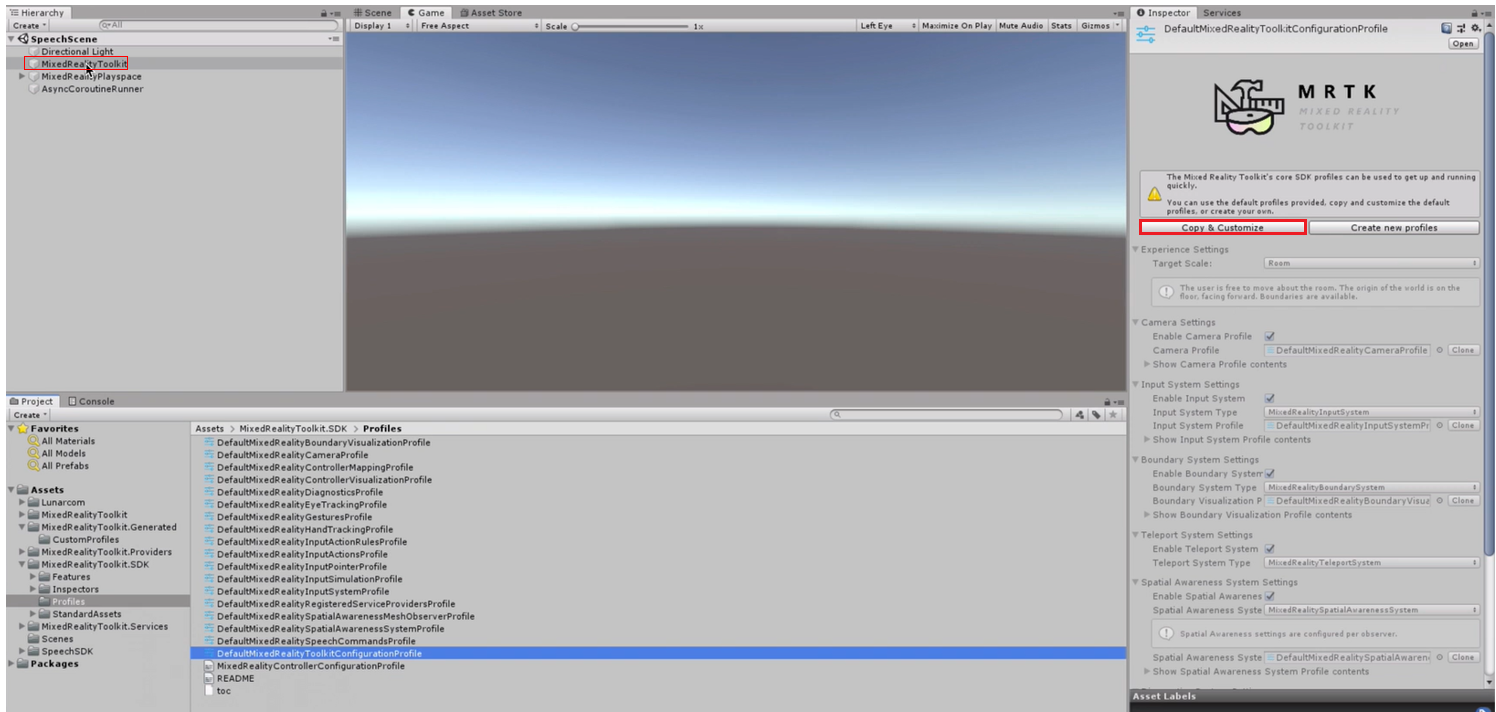 Hierarchy
Create
All
SpeechScene
Directional Light
MixedRealityToolkit
MixedRealityPlayspace
AsyncCoroutineRunner
Scene Game Asset Store
Display 1 Free Aspect Scale 1x Left Eye Maximize On Play Mute Audio Stats Gizmos
Project Console
Create
Favorites
All Materials
All Models
All Prefabs
Assets
Lunarcom
MixedRealityToolkit
MixedRealityToolkit.Generated
CustomProfiles
MixedRealityToolkit.Providers
MixedRealityToolkit.SDK
Features
Inspectors
Profiles
StandardAssets
MixedRealityToolkit.Services
Scenes
SpeechSDK
Packages
Assets > MixedRealityToolkit.SDK > Profiles
DefaultMixedRealityBoundaryVisualizationProfile
DefaultMixedRealityCameraProfile
DefaultMixedRealityControllerMappingProfile
DefaultMixedRealityControllerVisualizationProfile
DefaultMixedRealityDiagnosticsProfile
DefaultMixedRealityEyeTrackingProfile
DefaultMixedRealityGesturesProfile
DefaultMixedRealityHandTrackingProfile
DefaultMixedRealityInputActionRulesProfile
DefaultMixedRealityInputActionsProfile
DefaultMixedRealityInputPointerProfile
DefaultMixedRealityInputSimulationProfile
DefaultMixedRealityInputSystemProfile
DefaultMixedRealityRegisteredServiceProvidersProfile
DefaultMixedRealitySpatialAwarenessMeshObserverProfile
DefaultMixedRealitySpatialAwarenessSystemProfile
DefaultMixedRealitySpeechCommandsProfile
DefaultMixedRealityToolkitConfigurationProfile
MixedRealityControllerConfigurationProfile
README
toc
Inspector Services
DefaultMixedRealityToolkitConfigurationProfile
Open
MRTK
MIXED REALITY
TOOLKIT
The Mixed Reality Toolkit's core SDK profiles can be used to get up and running
quickly.
You can use the default profiles provided, copy and customize the default
profiles, or create your own.
Copy & Customize Create new profiles
Experience Settings
Target Scale: Room
The user is free to move about the room. The origin of the world is on the
floor, facing forward. Boundaries are available.
Camera Settings
Enable Camera Profile
Camera Profile DefaultMixedRealityCameraProfile Clone
Show Camera Profile contents
Input System Settings
Enable Input System
Input System Type MixedRealityInputSystem
Input System Profile DefaultMixedRealityInputSystemPr Clone
Show Input System Profile contents
Boundary System Settings
Enable Boundary System
Boundary System Type MixedRealityBoundarySystem
Boundary Visualization P DefaultMixedRealityBoundaryVisua Clone
Show Boundary Visualization Profile contents
Teleport System Settings
Enable Teleport System
Teleport System Type MixedRealityTeleportSystem
Spatial Awareness System Settings
Enable Spatial Awarenes
Spatial Awareness Syste MixedRealitySpatialAwarenessSystem
Spatial Awareness settings are configured per observer.
Spatial Awareness Syste DefaultMixedRealitySpatialAwaren Clone
Show Spatial Awareness System Profile contents
Asset Labels